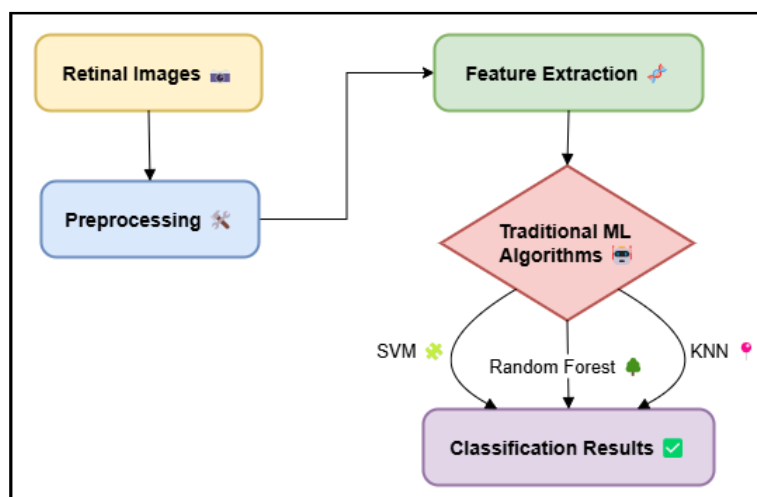 Retinal Images 📷
Preprocessing 🛠️
Feature Extraction 🧬
Traditional ML
Algorithms 🤖
SVM 🧩
Random Forest 🌳
KNN 📍
Classification Results ✅